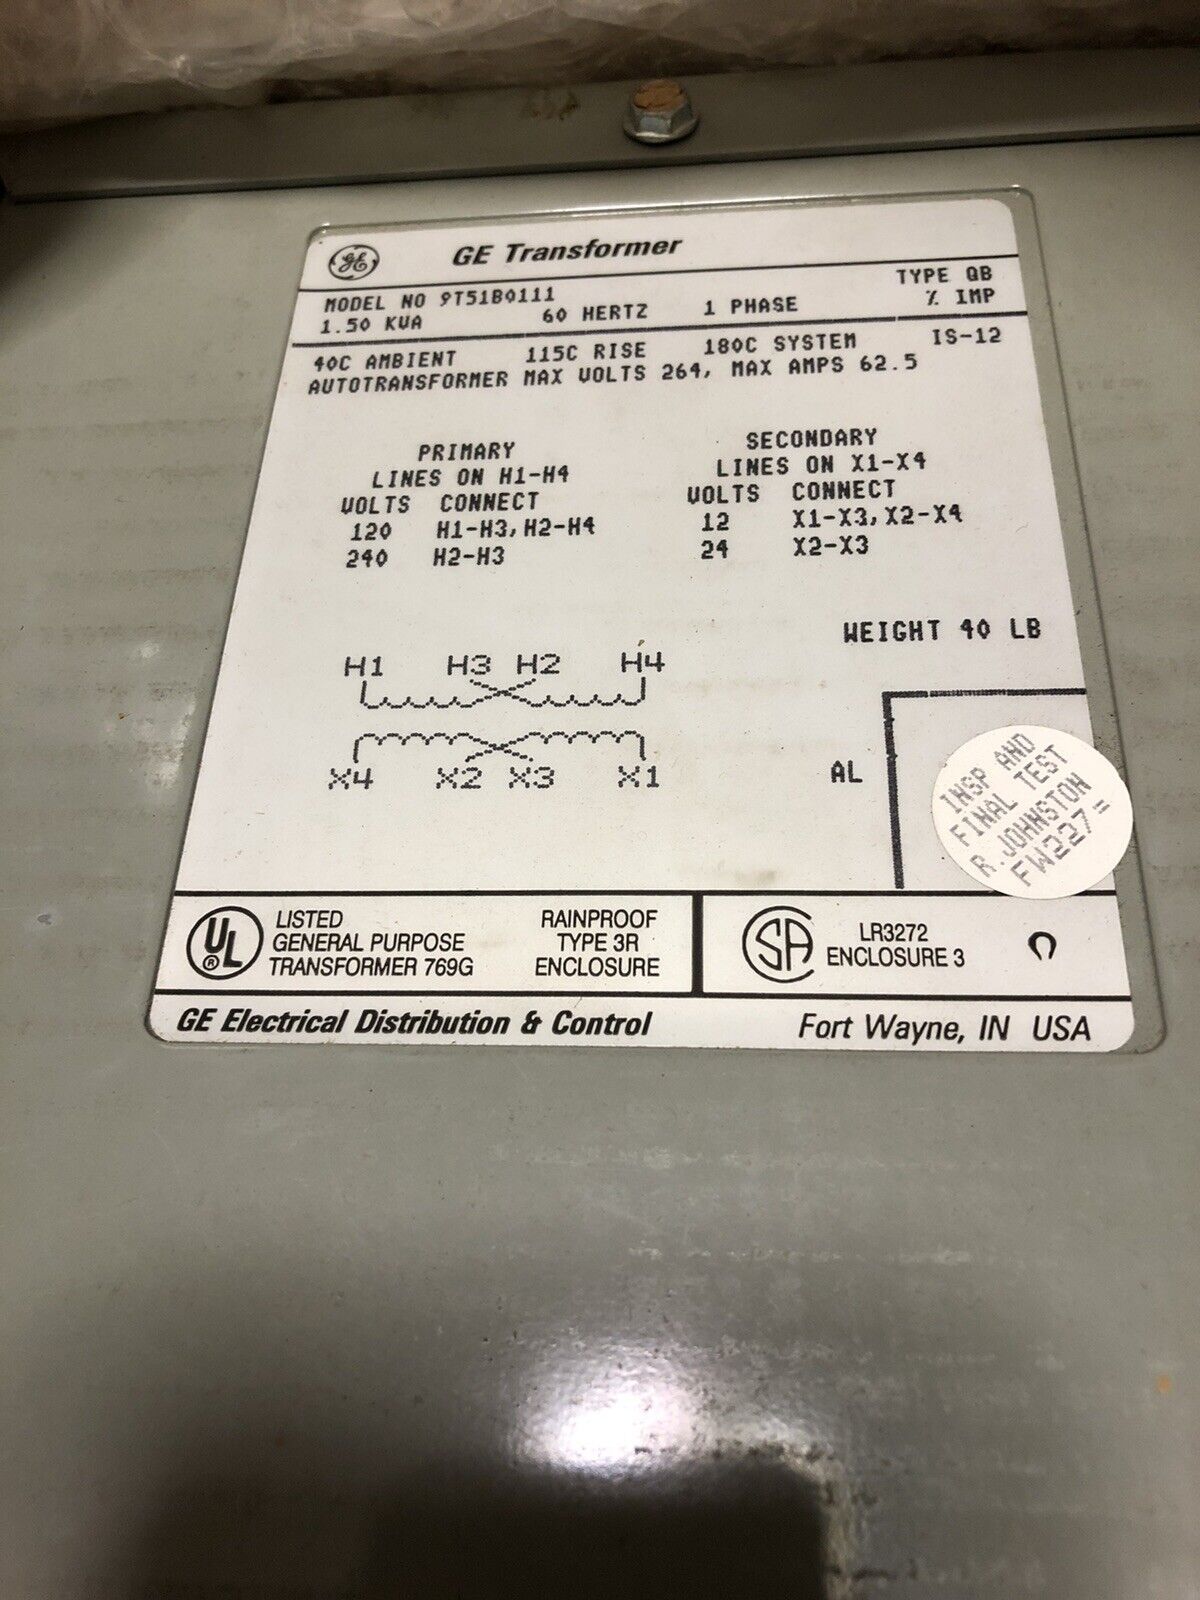 GE GE Transformer
MODEL NO 9T51B0111 TYPE QB
1.50 KVA 60 HERTZ 1 PHASE % IMP
40C AMBIENT 115C RISE 180C SYSTEM IS-12
AUTOTRANSFORMER MAX VOLTS 264, MAX AMPS 62.5
PRIMARY SECONDARY
LINES ON H1-H4 LINES ON X1-X4
VOLTS CONNECT VOLTS CONNECT
120 H1-H3,H2-H4 12 X1-X3,X2-X4
240 H2-H3 24 X2-X3
WEIGHT 40 LB
H1 H3 H2 H4
X4 X2 X3 X1
AL
INSP AND
FINAL TEST
R.JOHNSTON
FW227=
UL ® LISTED
GENERAL PURPOSE
TRANSFORMER 769G
RAINPROOF
TYPE 3R
ENCLOSURE
SA LR3272
ENCLOSURE 3
GE Electrical Distribution & Control Fort Wayne, IN USA